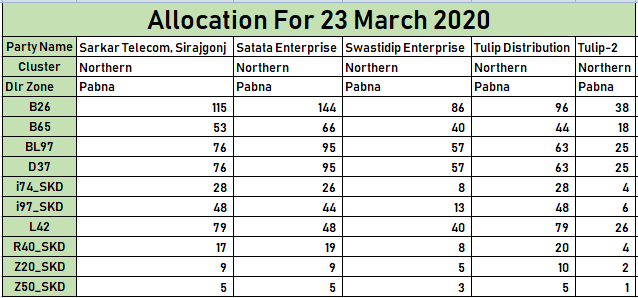 Allocation For 23 March 2020
Party Name Sarkar Telecom, Sirajgonj Satata Enterprise Swastidip Enterprise Tulip Distribution Tulip-2
Cluster Northern Northern Northern Northern Northern
Dlr Zone Pabna Pabna Pabna Pabna Pabna
B26 115 144 86 96 38
B65 53 66 40 44 18
BL97 76 95 57 63 25
D37 76 95 57 63 25
i74_SKD 28 26 8 28 4
i97_SKD 48 44 13 48 6
L42 79 48 40 79 26
R40_SKD 17 19 8 20 4
Z20_SKD 9 9 5 10 2
Z50_SKD 5 5 3 5 1